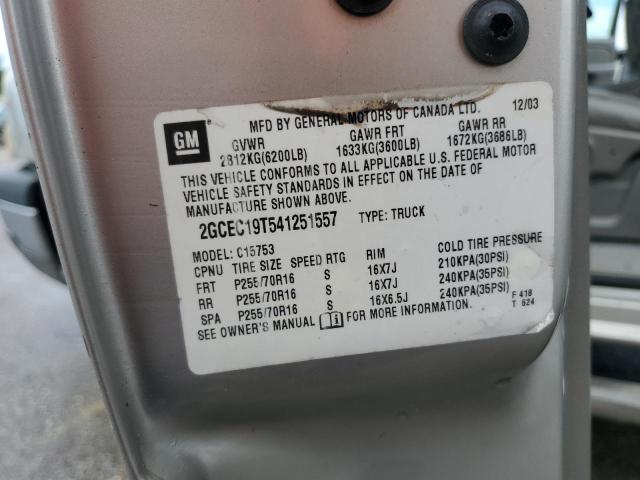 MFD BY GENERAL MOTORS OF CANADA LTD. 12/03
GM
GVWR GAWR FRT GAWR RR
2812KG(6200LB) 1633KG(3600LB) 1672KG(3686LB)
THIS VEHICLE CONFORMS TO ALL APPLICABLE U.S. FEDERAL MOTOR
VEHICLE SAFETY STANDARDS IN EFFECT ON THE DATE OF
MANUFACTURE SHOWN ABOVE.
2GCEC19T541251557 TYPE: TRUCK
MODEL: C15753
CPNU TIRE SIZE SPEED RTG RIM COLD TIRE PRESSURE
FRT P255/70R16 S 16X7J 210KPA(30PSI)
RR P255/70R16 S 16X7J 240KPA(35PSI)
SPA P255/70R16 S 16X6.5J 240KPA(35PSI)
SEE OWNER'S MANUAL FOR MORE INFORMATION.
F 418
T 624